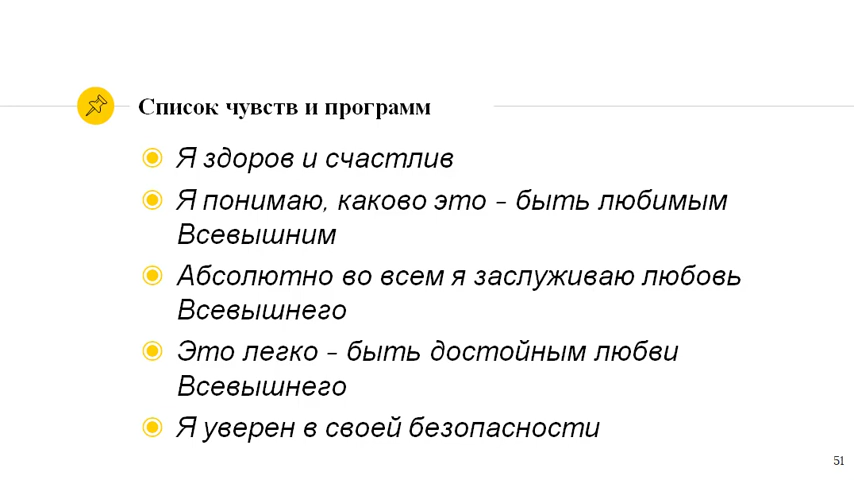 Список чувств и программ
Я здоров и счастлив
Я понимаю, каково это – быть любимым
Всевышним
Абсолютно во всем я заслуживаю любовь
Всевышнего
Это легко – быть достойным любви
Всевышнего
Я уверен в своей безопасности
51